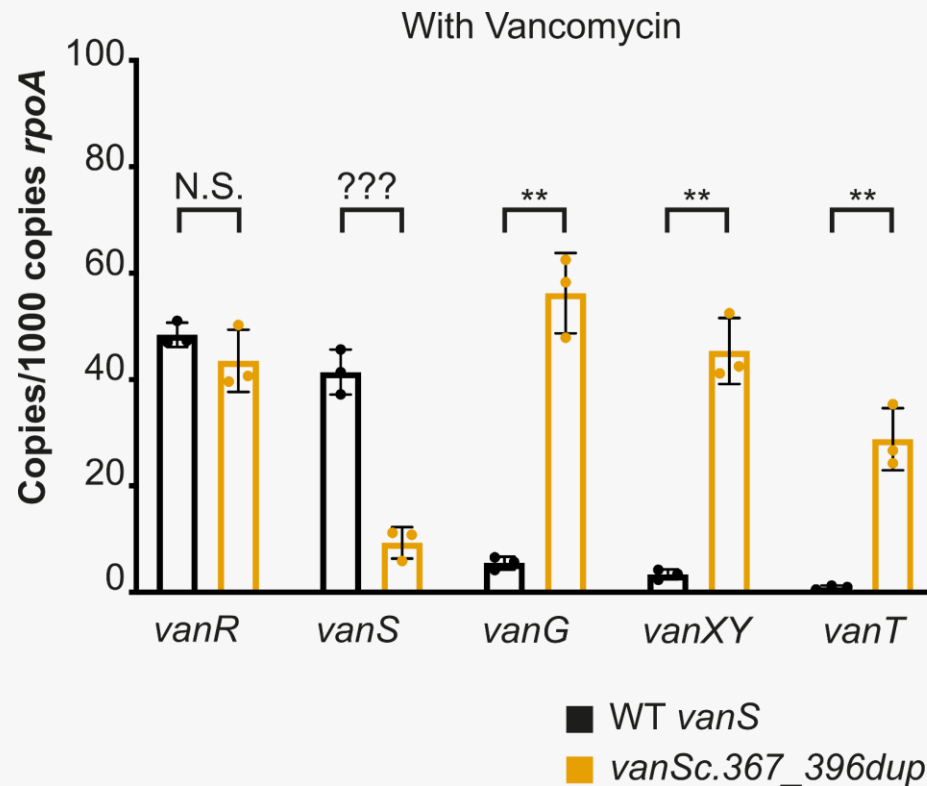 With Vancomycin
Copies/1000 copies rpoA
100
80
60
40
20
0
N.S.
???
**
**
**
vanR
vanS
vanG
vanXY
vanT
WT vanS
vanSc.367_396dup